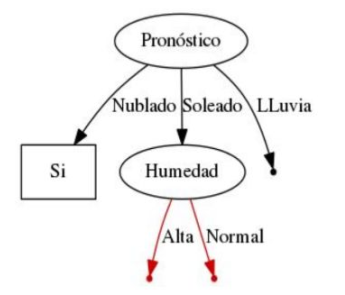 Pronóstico
Nublado Soleado LLuvia
Si
Humedad
Alta Normal